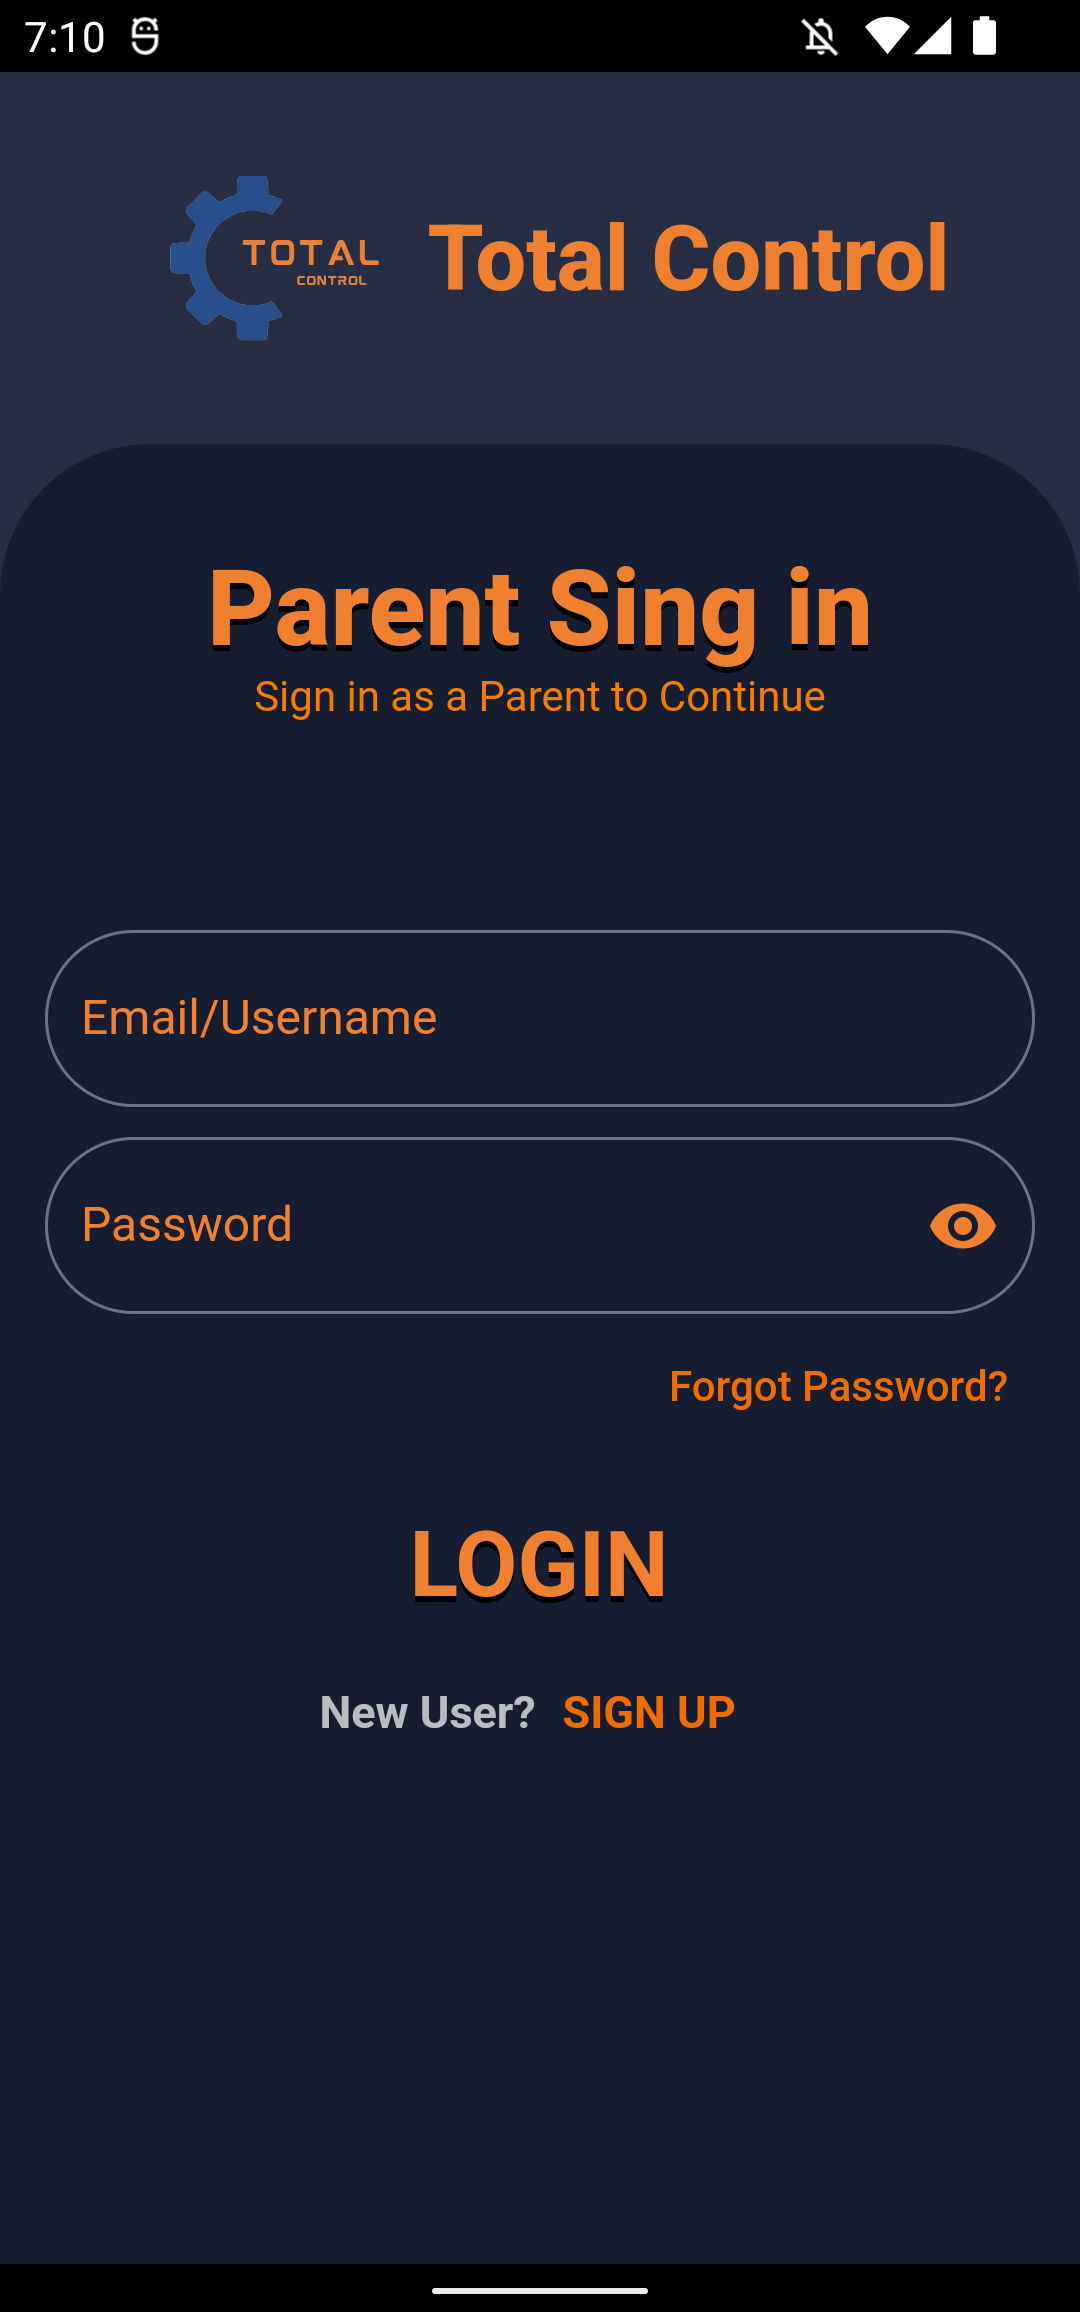 7:10
TOTAL
CONTROL
Total Control
Parent Sing in
Sign in as a Parent to Continue
Email/Username
Password
Forgot Password?
LOGIN
New User? SIGN UP